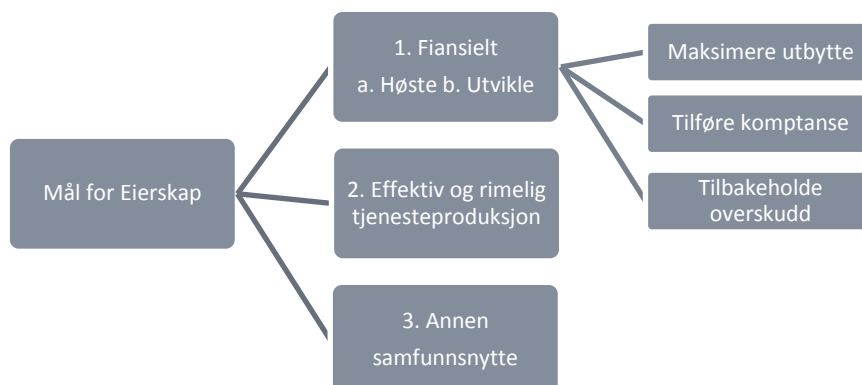 Mål for Eierskap
1. Fiansielt
a. Høste b. Utvikle
2. Effektiv og rimelig
tjenesteproduksjon
3. Annen
samfunnsnytte
Maksimere utbytte
Tilføre komptanse
Tilbakeholde
overskudd